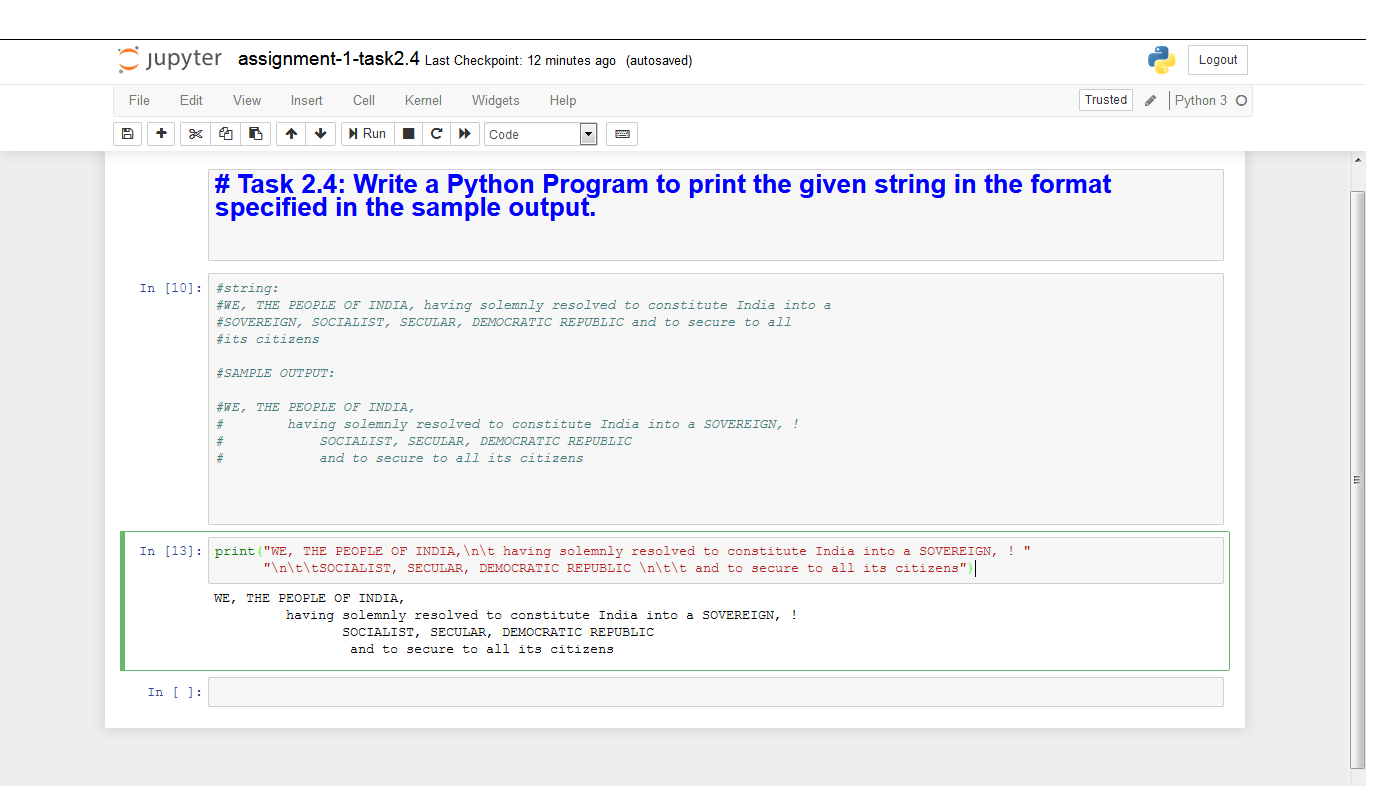 jupyter assignment-1-task2.4 Last Checkpoint: 12 minutes ago (autosaved) Logout
File Edit View Insert Cell Kernel Widgets Help Trusted Python 3
Run Code
# Task 2.4: Write a Python Program to print the given string in the format
specified in the sample output.
In [10]: #string:
#WE, THE PEOPLE OF INDIA, having solemnly resolved to constitute India into a
#SOVEREIGN, SOCIALIST, SECULAR, DEMOCRATIC REPUBLIC and to secure to all
#its citizens
#SAMPLE OUTPUT:
#WE, THE PEOPLE OF INDIA,
#        having solemnly resolved to constitute India into a SOVEREIGN, !
#            SOCIALIST, SECULAR, DEMOCRATIC REPUBLIC
#            and to secure to all its citizens
In [13]: print("WE, THE PEOPLE OF INDIA,\n\t having solemnly resolved to constitute India into a SOVEREIGN, ! "
"\n\t\tSOCIALIST, SECULAR, DEMOCRATIC REPUBLIC \n\t\t and to secure to all its citizens")
WE, THE PEOPLE OF INDIA,
         having solemnly resolved to constitute India into a SOVEREIGN, !
                SOCIALIST, SECULAR, DEMOCRATIC REPUBLIC
                 and to secure to all its citizens
In [ ]: